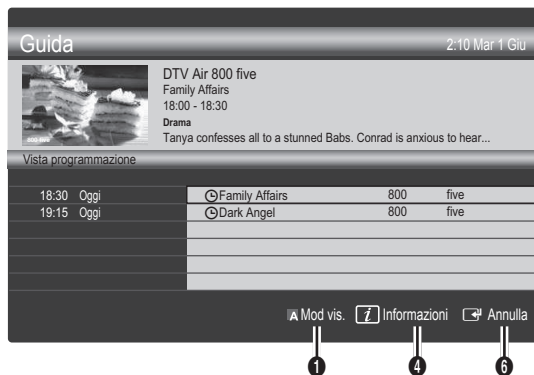 Guida 2:10 Mar 1 Giu
DTV Air 800 five
Family Affairs
18:00 - 18:30
Drama
Tanya confesses all to a stunned Babs. Conrad is anxious to hear...
800 five
Vista programmazione
18:30 Oggi Family Affairs 800 five
19:15 Oggi Dark Angel 800 five
A Mod vis. i Informazioni Annulla
1 4 6